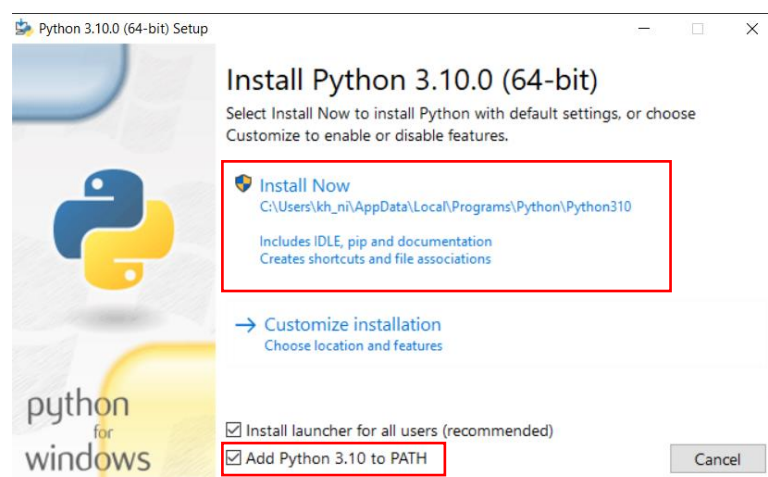 Python 3.10.0 (64-bit) Setup
Install Python 3.10.0 (64-bit)
Select Install Now to install Python with default settings, or choose
Customize to enable or disable features.
Install Now
C:\Users\kh_ni\AppData\Local\Programs\Python\Python310
Includes IDLE, pip and documentation
Creates shortcuts and file associations
Customize installation
Choose location and features
python
for
windows
Install launcher for all users (recommended)
Add Python 3.10 to PATH
Cancel